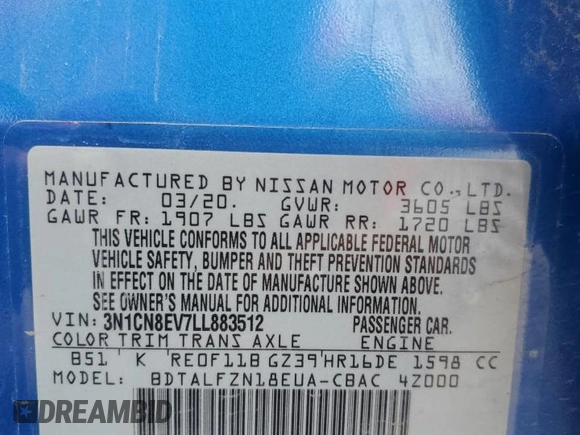 MANUFACTURED BY NISSAN MOTOR CO., LTD.
DATE: 03/20. GVWR: 3605 LBS
GAWR FR: 1907 LBS GAWR RR: 1720 LBS
THIS VEHICLE CONFORMS TO ALL APPLICABLE FEDERAL MOTOR
VEHICLE SAFETY, BUMPER AND THEFT PREVENTION STANDARDS
IN EFFECT ON THE DATE OF MANUFACTURE SHOWN ABOVE.
SEE OWNER'S MANUAL FOR ADDITIONAL INFORMATION.
VIN: 3N1CN8EV7LL883512 PASSENGER CAR.
COLOR TRIM TRANS AXLE ENGINE
B51 K RE0F11B GZ39 HR16DE 1598 CC
MODEL: BDTALFZN18EUA-CBAC 4Z000
DREAMBID